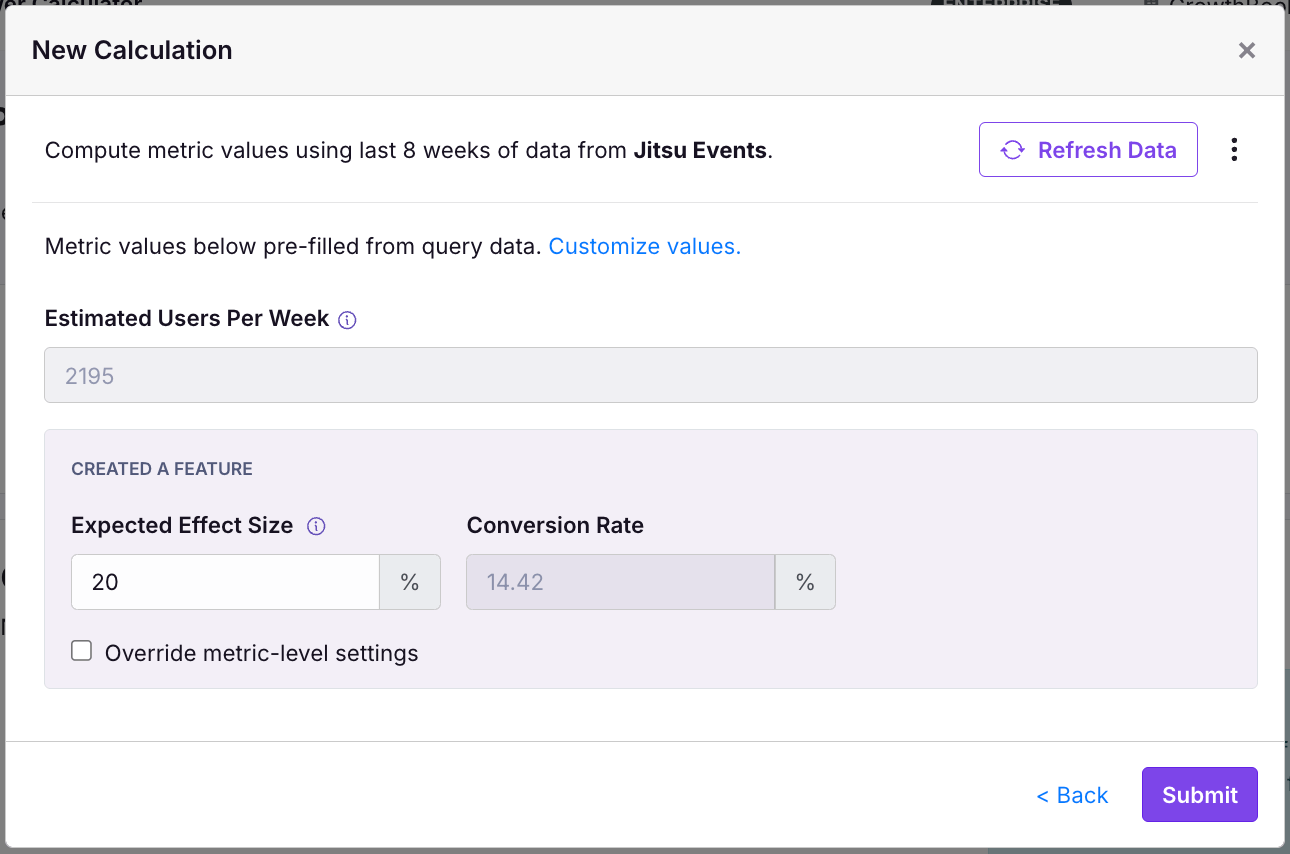 New Calculation
×
Compute metric values using last 8 weeks of data from Jitsu Events.
Refresh Data
Metric values below pre-filled from query data. Customize values.
Estimated Users Per Week
2195
CREATED A FEATURE
Expected Effect Size
Conversion Rate
20 %
14.42 %
Override metric-level settings
< Back
Submit